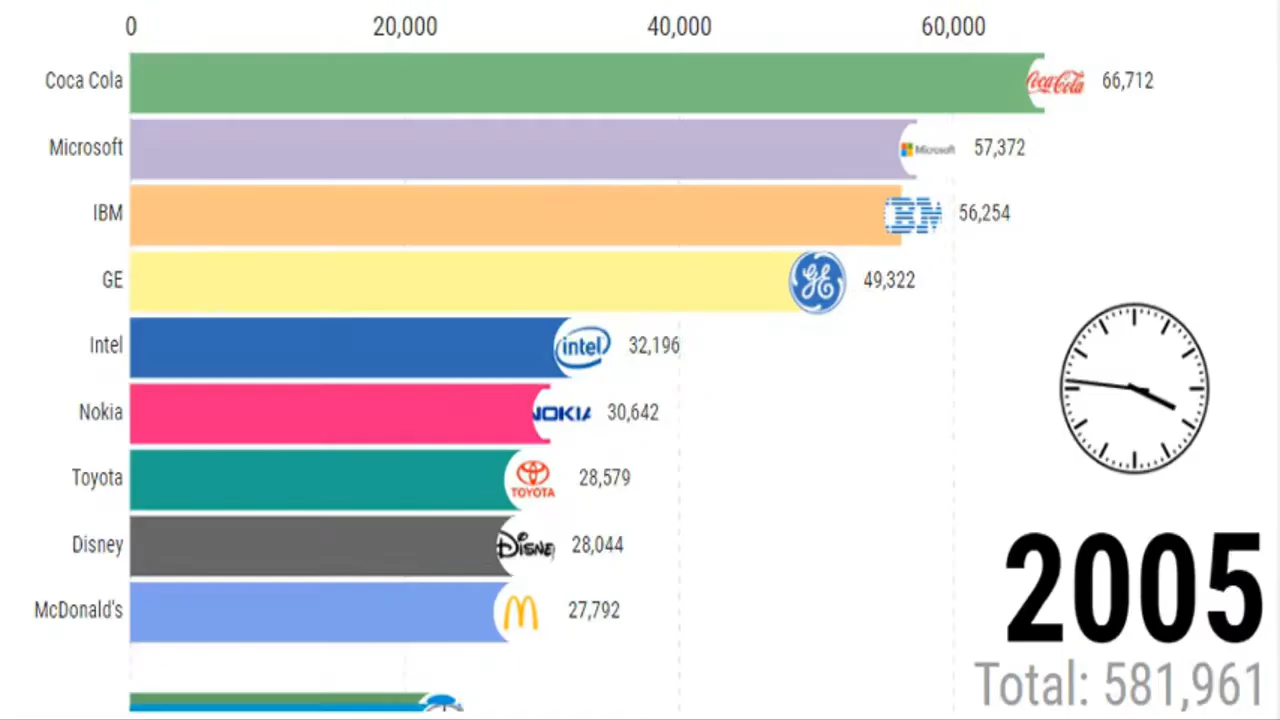 0 20,000 40,000 60,000
Coca Cola Coca-Cola 66,712
Microsoft Microsoft 57,372
IBM IBM 56,254
GE GE 49,322
Intel intel 32,196
Nokia NOKIA 30,642
Toyota TOYOTA 28,579
Disney Disney 28,044
McDonald's 27,792
2005
Total: 581,961